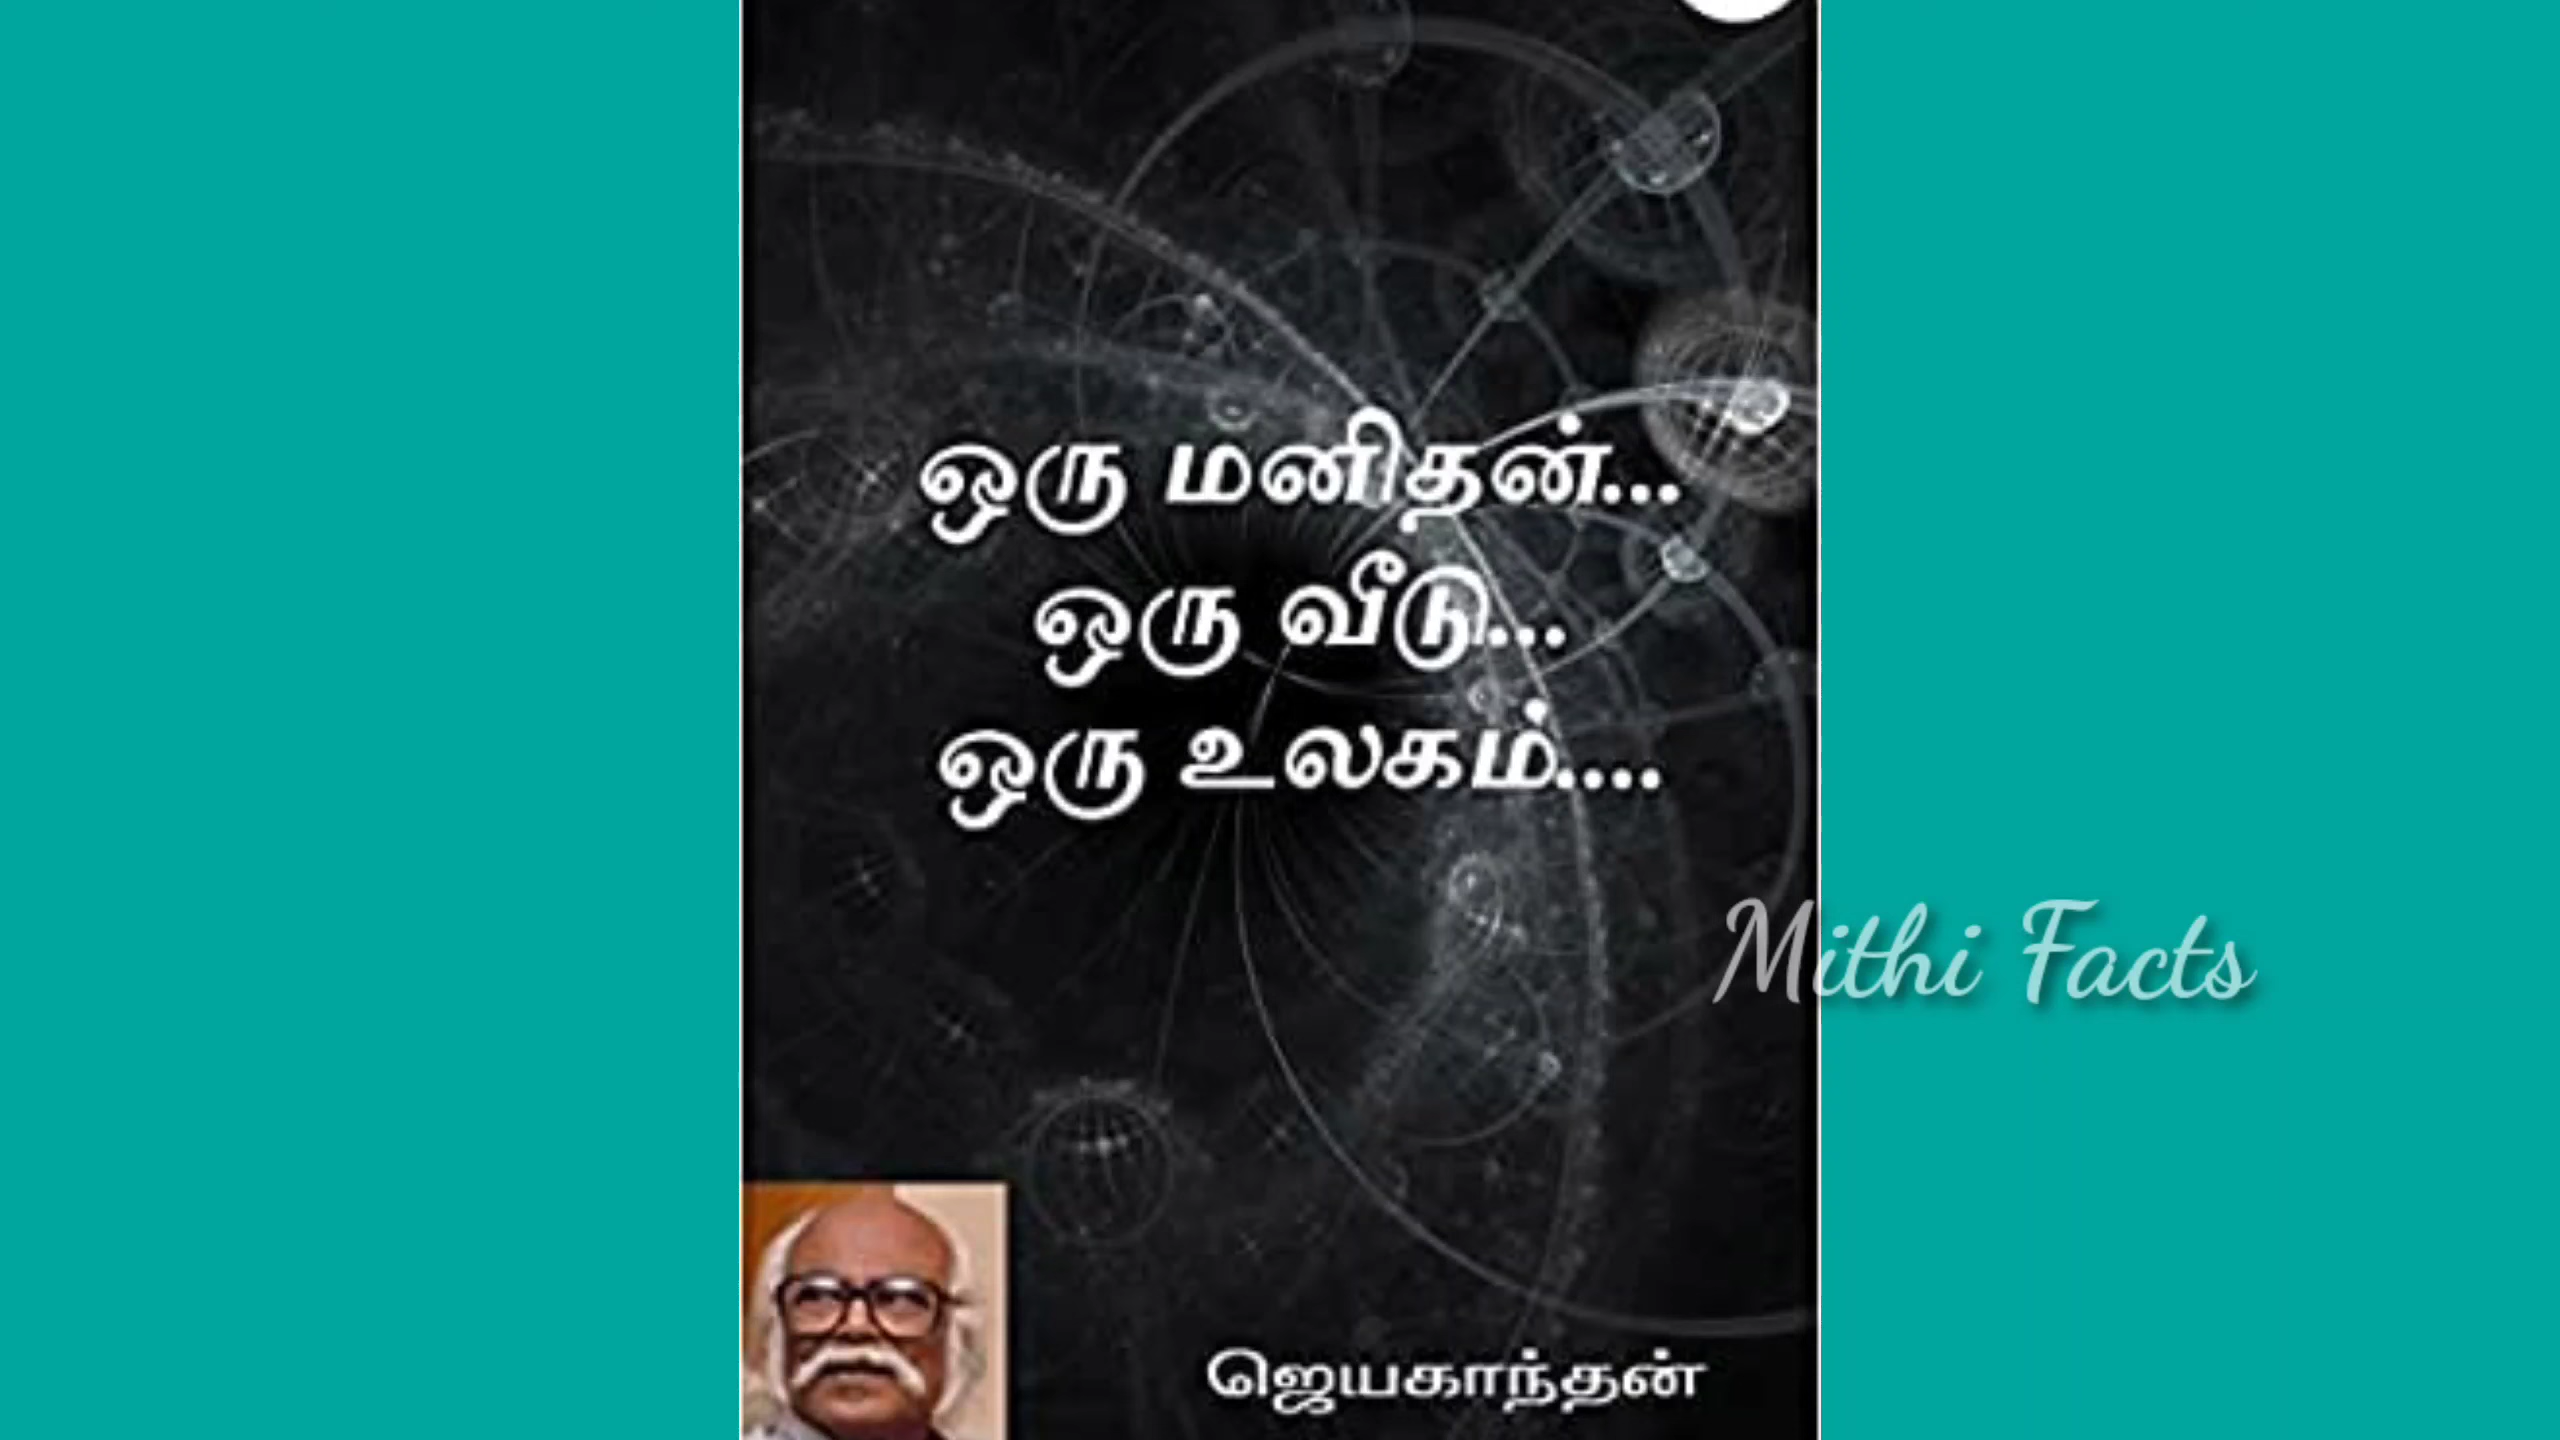 ஒரு மனிதன்...
ஒரு வீடு...
ஒரு உலகம்....
Mithi Facts
ஜெயகாந்தன்